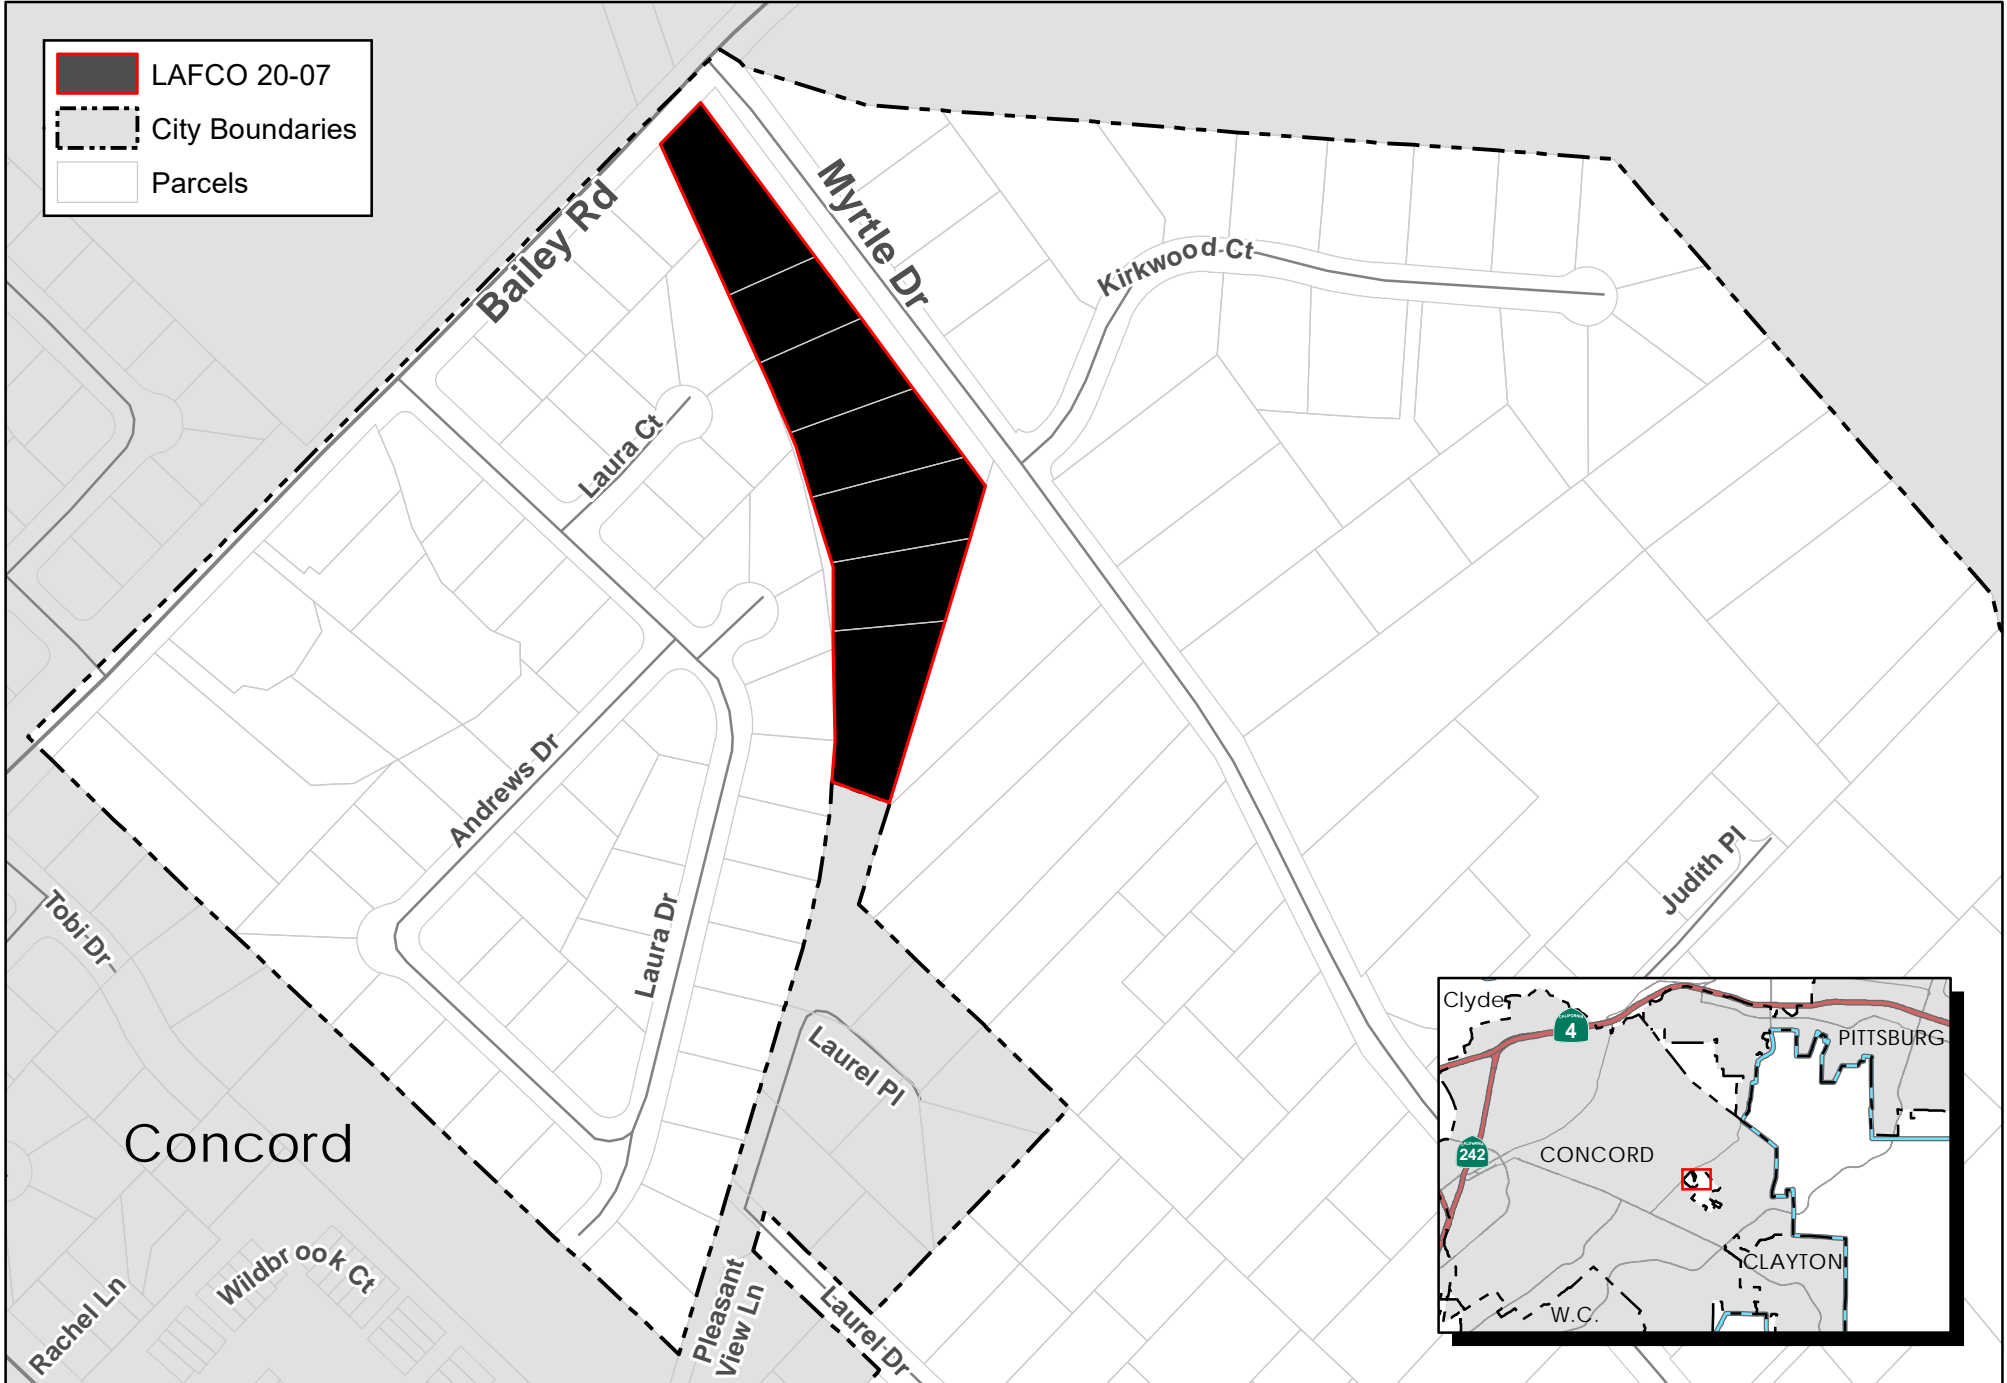 LAFCO 20-07
City Boundaries
Parcels
Bailey Rd
Myrtle Dr
Kirkwood Ct
Laura Ct
Andrews Dr
Laura Dr
Judith Pl
Tobi Dr
Laurel Pl
Concord
Wildbrook Ct
Rachel Ln
Pleasant
View Ln
Laurel Dr
Clyde
CALIFORNIA
4
PITTSBURG
CALIFORNIA
242
CONCORD
CLAYTON
W.C.